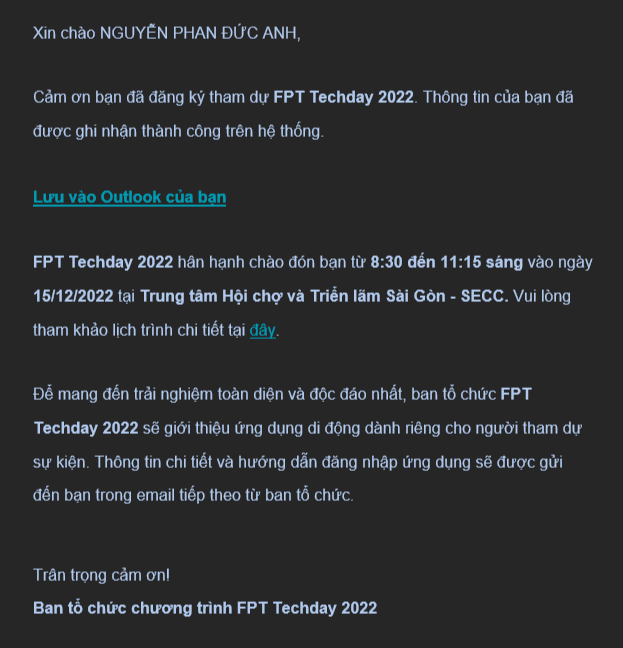 Xin chào NGUYỄN PHAN ĐỨC ANH,
Cảm ơn bạn đã đăng ký tham dự FPT Techday 2022. Thông tin của bạn đã
được ghi nhận thành công trên hệ thống.
Lưu vào Outlook của bạn
FPT Techday 2022 hân hạnh chào đón bạn từ 8:30 đến 11:15 sáng vào ngày
15/12/2022 tại Trung tâm Hội chợ và Triển lãm Sài Gòn - SECC. Vui lòng
tham khảo lịch trình chi tiết tại đây.
Để mang đến trải nghiệm toàn diện và độc đáo nhất, ban tổ chức FPT
Techday 2022 sẽ giới thiệu ứng dụng di động dành riêng cho người tham dự
sự kiện. Thông tin chi tiết và hướng dẫn đăng nhập ứng dụng sẽ được gửi
đến bạn trong email tiếp theo từ ban tổ chức.
Trân trọng cảm ơn!
Ban tổ chức chương trình FPT Techday 2022